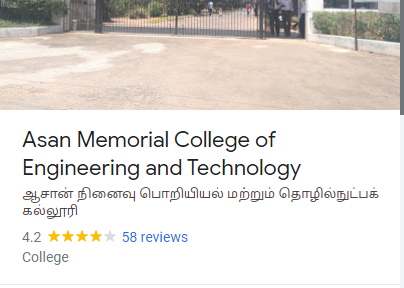 Asan Memorial College of
Engineering and Technology
ஆசான் நினைவு பொறியியல் மற்றும் தொழில்நுட்பக்
கல்லூரி
4.2 58 reviews
College